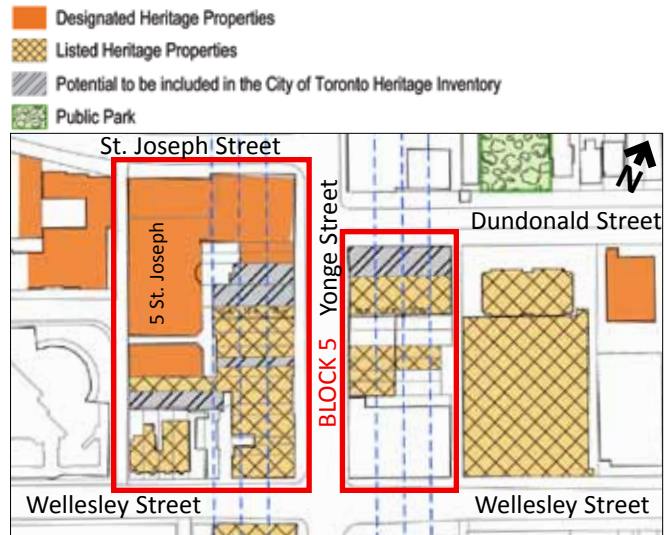 Designated Heritage Properties
Listed Heritage Properties
Potential to be included in the City of Toronto Heritage Inventory
Public Park
St. Joseph Street
N
Dundonald Street
5 St. Joseph
Yonge Street
BLOCK 5
Wellesley Street
Wellesley Street